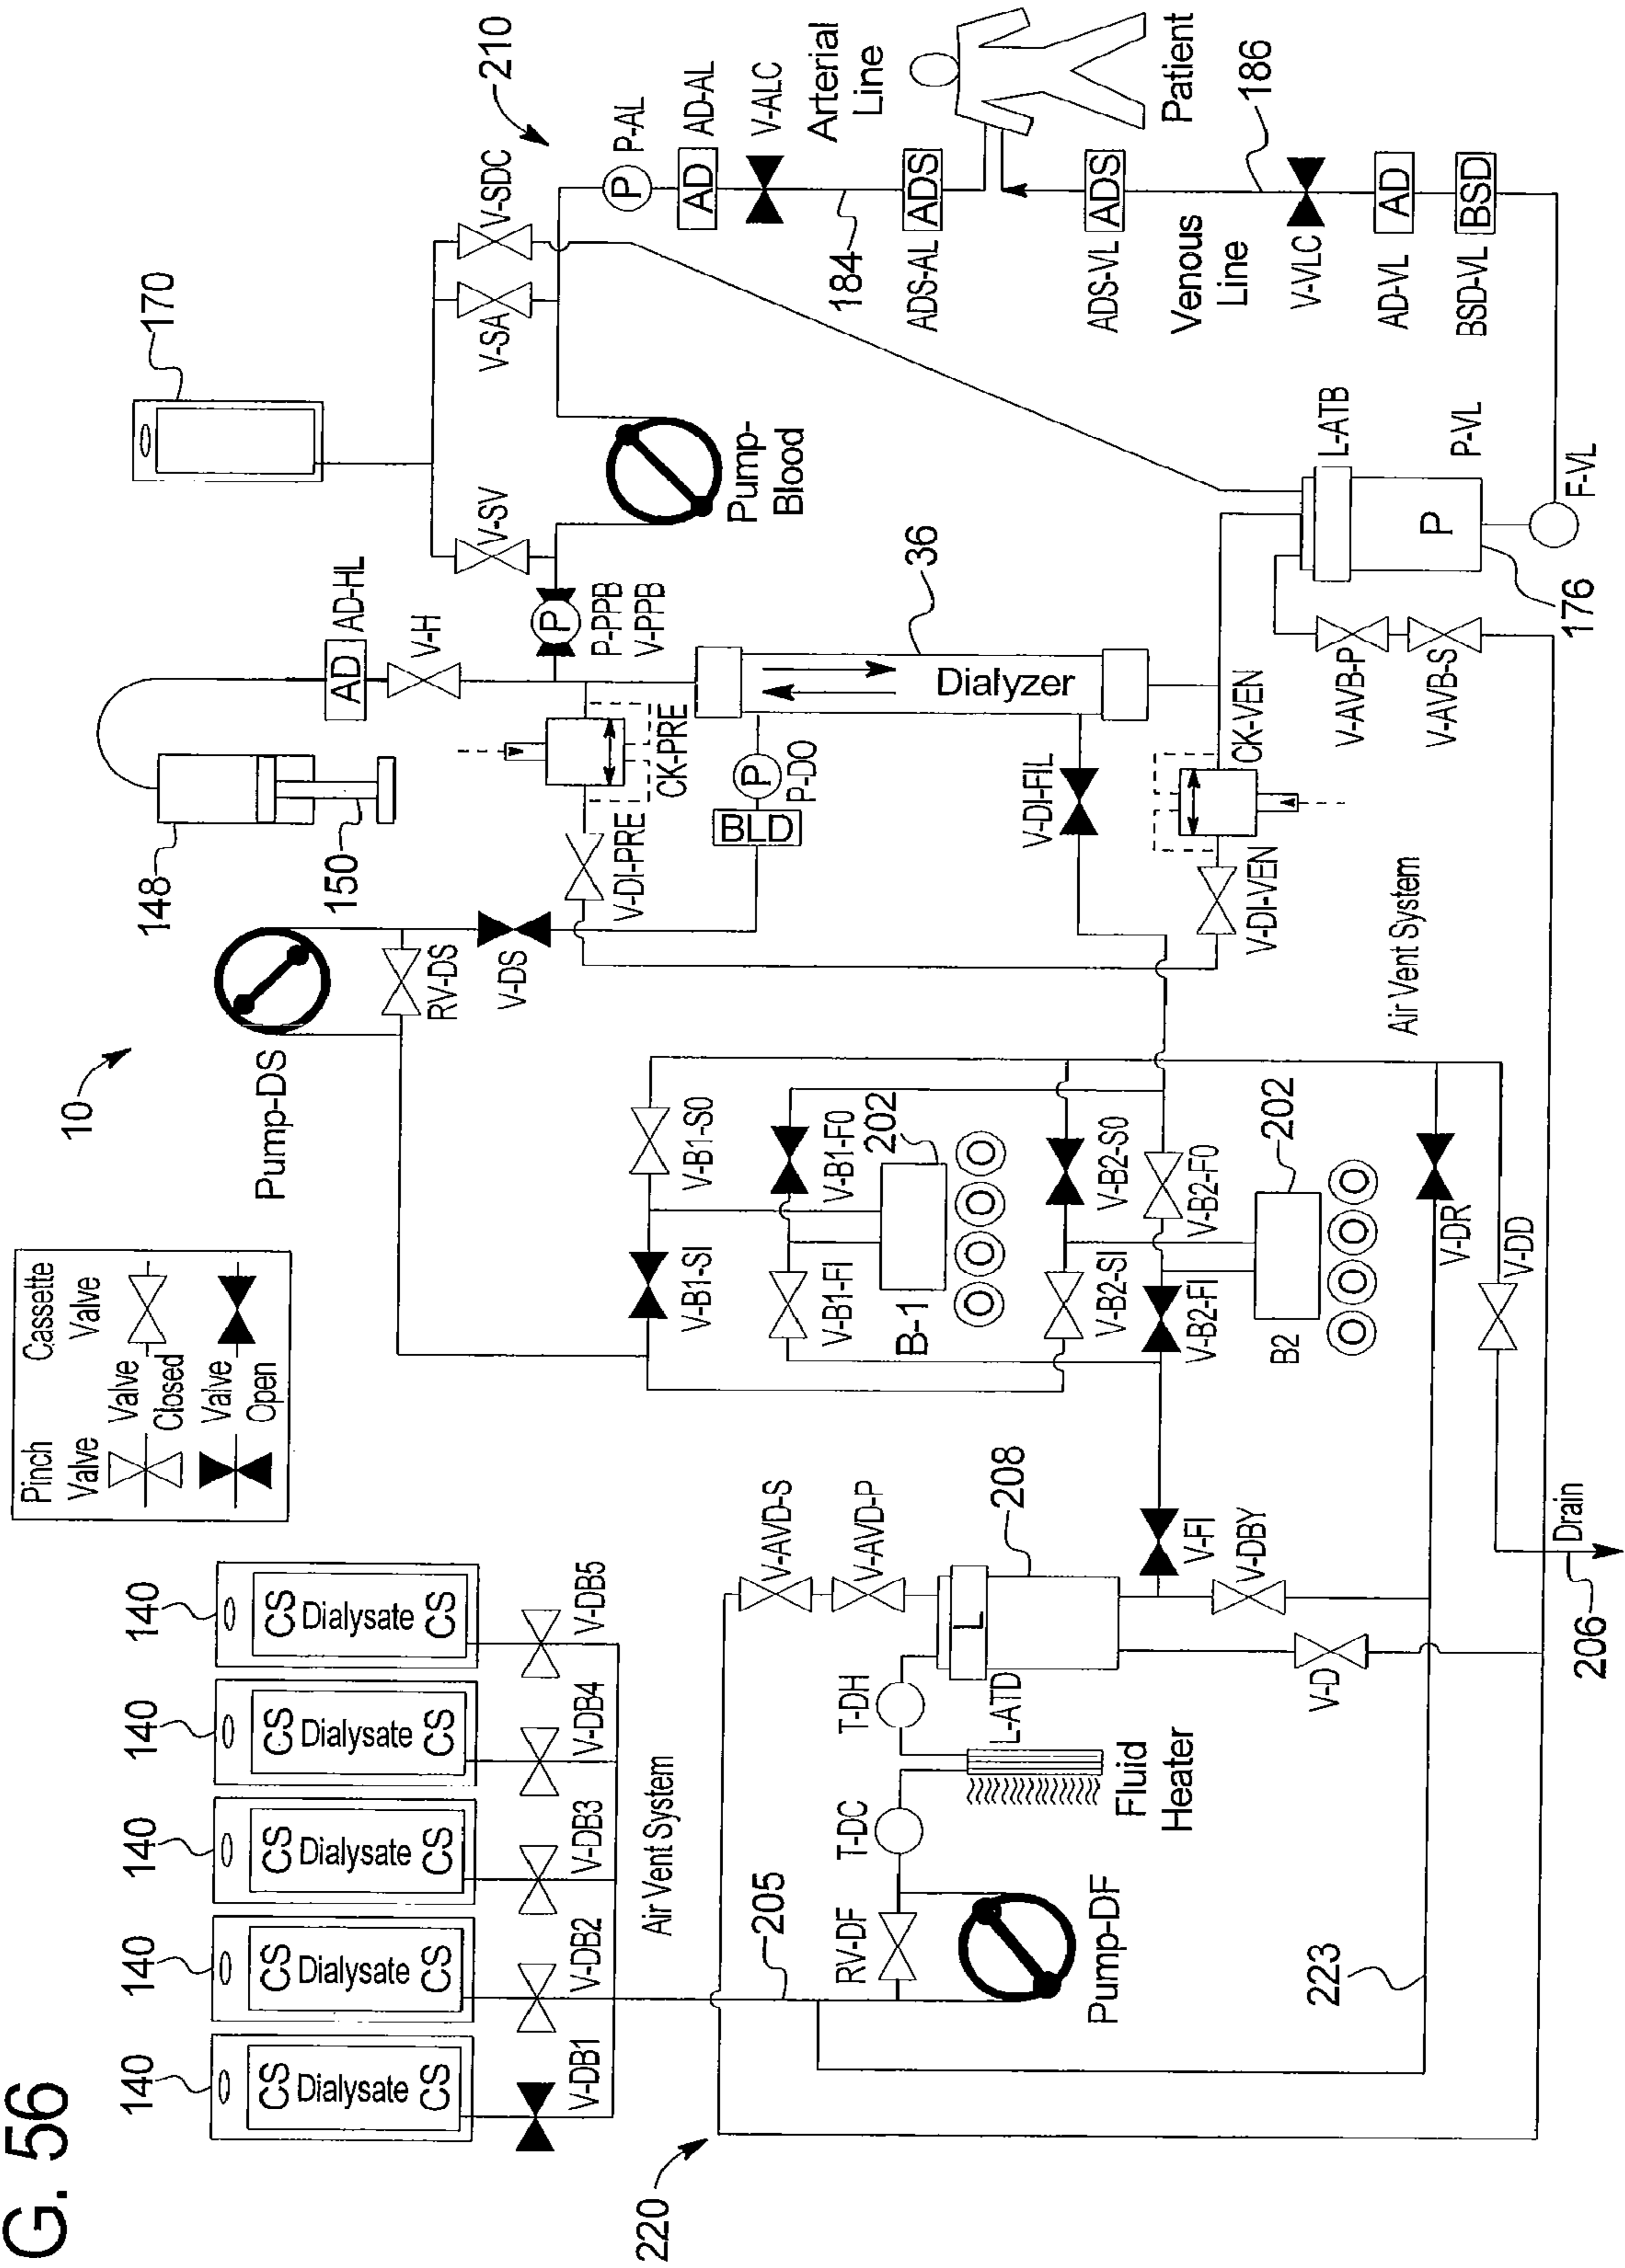 G. 56
10
210
220
Pinch
Valve
Cassette
Valve
Valve
Closed
Valve
Open
140
140
140
140
140
CS Dialysate CS
CS Dialysate CS
CS Dialysate CS
CS Dialysate CS
CS Dialysate CS
V-DB1
V-DB2
V-DB3
V-DB4
V-DB5
Air Vent System
205
RV-DF
Pump-DF
T-DC
T-DH
Fluid
Heater
L-ATD
L
V-AVD-S
V-AVD-P
208
V-FI
V-DBY
V-D
223
206
Drain
Pump-DS
RV-DS
V-DS
V-B1-SI
V-B1-S0
V-B1-FI
V-B1-F0
B-1
202
V-B2-SI
V-B2-S0
V-B2-FI
V-B2-F0
B2
202
V-DR
V-DD
Air Vent System
148
150
AD
AD-HL
V-H
CK-PRE
V-DI-PRE
BLD
P
P-DO
V-DI-FIL
V-DI-VEN
CK-VEN
Dialyzer
36
P
P-PPB
V-PPB
V-SV
170
V-SA
V-SDC
Pump-
Blood
P
P-AL
AD
AD-AL
V-ALC
Arterial
Line
184
ADS
ADS-AL
Patient
ADS
ADS-VL
186
Venous
Line
V-VLC
AD
AD-VL
BSD
BSD-VL
L-ATB
P
P-VL
F-VL
176
V-AVB-P
V-AVB-S